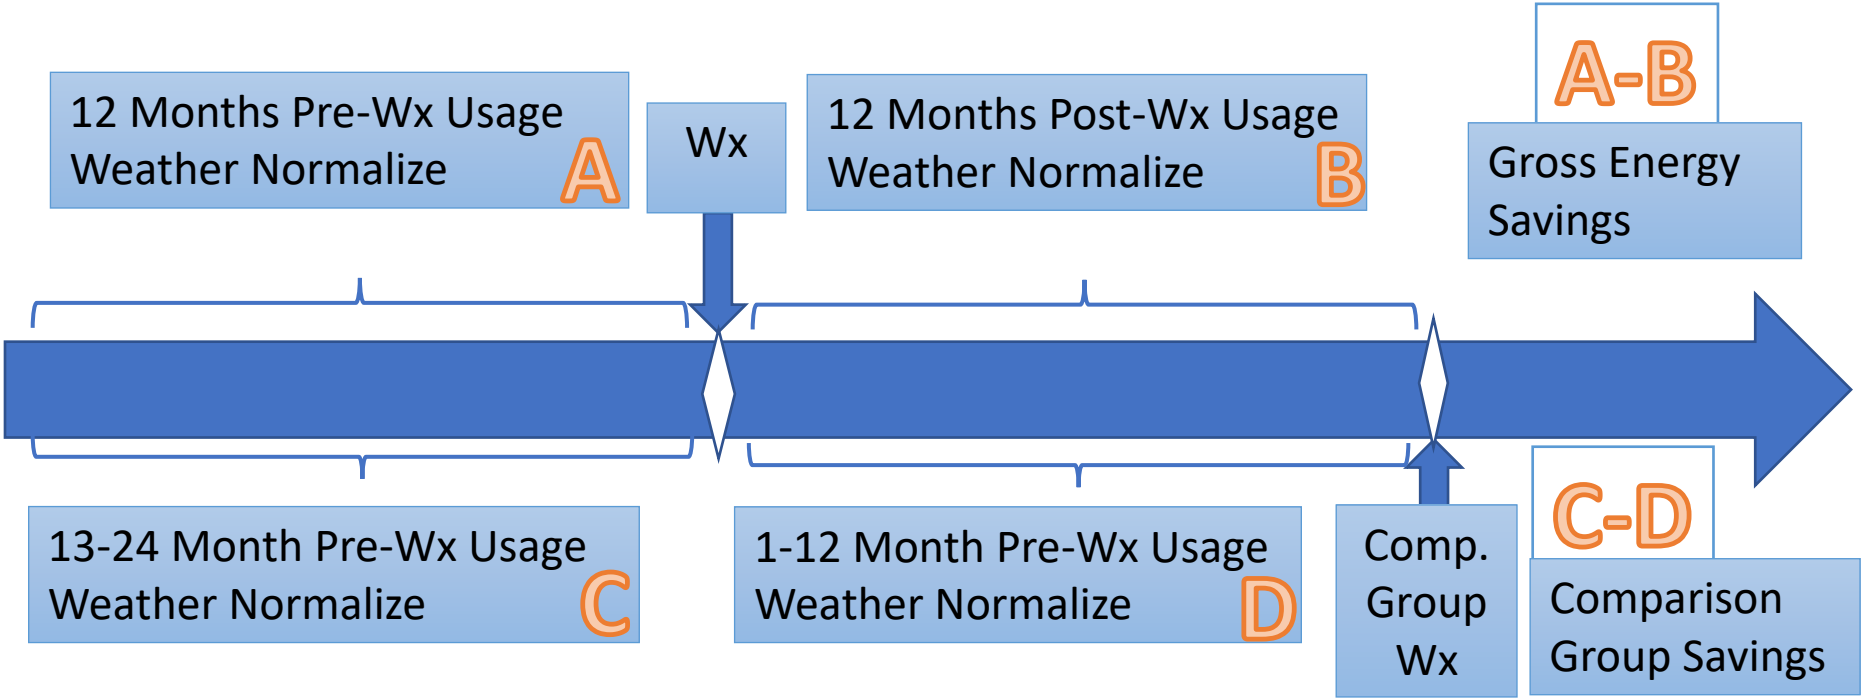 12 Months Pre-Wx Usage
Weather Normalize
A
Wx
12 Months Post-Wx Usage
Weather Normalize
B
A-B
Gross Energy
Savings
13-24 Month Pre-Wx Usage
Weather Normalize
C
1-12 Month Pre-Wx Usage
Weather Normalize
D
Comp.
Group
Wx
C-D
Comparison
Group Savings